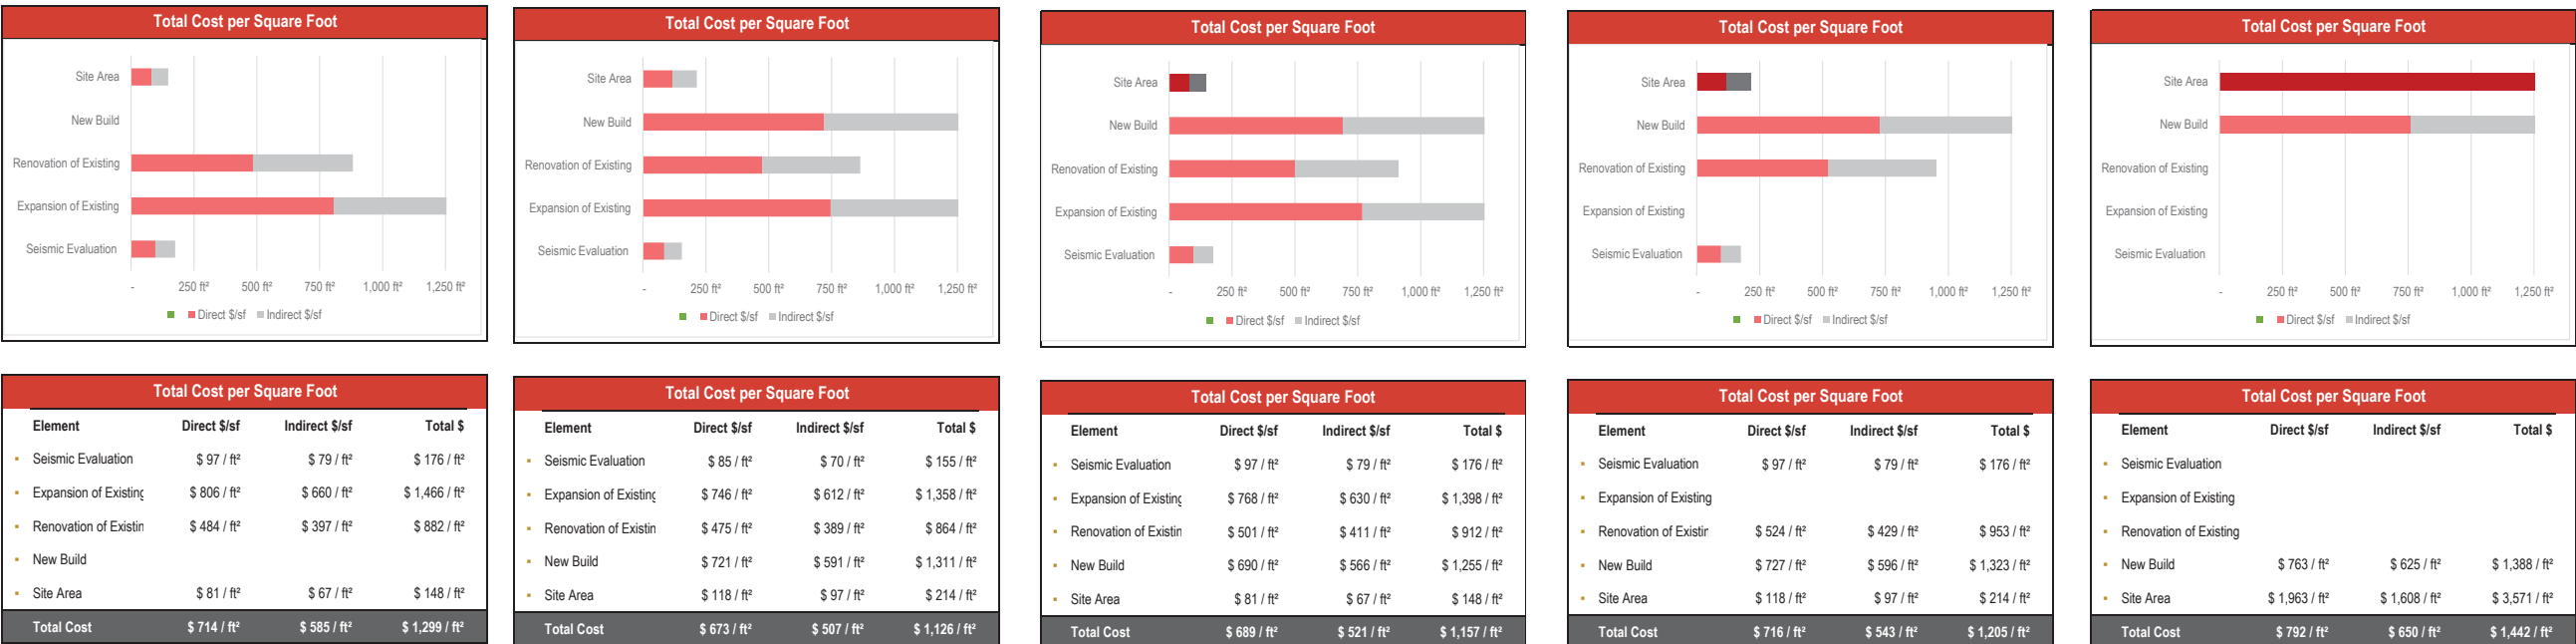 Total Cost per Square Foot
Site Area
New Build
Renovation of Existing
Expansion of Existing
Seismic Evaluation
- 250 ft² 500 ft² 750 ft² 1,000 ft² 1,250 ft²
Direct $/sf Indirect $/sf
Total Cost per Square Foot
Site Area
New Build
Renovation of Existing
Expansion of Existing
Seismic Evaluation
- 250 ft² 500 ft² 750 ft² 1,000 ft² 1,250 ft²
Direct $/sf Indirect $/sf
Total Cost per Square Foot
Site Area
New Build
Renovation of Existing
Expansion of Existing
Seismic Evaluation
- 250 ft² 500 ft² 750 ft² 1,000 ft² 1,250 ft²
Direct $/sf Indirect $/sf
Total Cost per Square Foot
Site Area
New Build
Renovation of Existing
Expansion of Existing
Seismic Evaluation
- 250 ft² 500 ft² 750 ft² 1,000 ft² 1,250 ft²
Direct $/sf Indirect $/sf
Total Cost per Square Foot
Site Area
New Build
Renovation of Existing
Expansion of Existing
Seismic Evaluation
- 250 ft² 500 ft² 750 ft² 1,000 ft² 1,250 ft²
Direct $/sf Indirect $/sf
Total Cost per Square Foot
Element Direct $/sf Indirect $/sf Total $
▪ Seismic Evaluation $ 97 / ft² $ 79 / ft² $ 176 / ft²
▪ Expansion of Existing $ 806 / ft² $ 660 / ft² $ 1,466 / ft²
▪ Renovation of Existin $ 484 / ft² $ 397 / ft² $ 882 / ft²
▪ New Build
▪ Site Area $ 81 / ft² $ 67 / ft² $ 148 / ft²
Total Cost $ 714 / ft² $ 585 / ft² $ 1,299 / ft²
Total Cost per Square Foot
Element Direct $/sf Indirect $/sf Total $
▪ Seismic Evaluation $ 85 / ft² $ 70 / ft² $ 155 / ft²
▪ Expansion of Existing $ 746 / ft² $ 612 / ft² $ 1,358 / ft²
▪ Renovation of Existin $ 475 / ft² $ 389 / ft² $ 864 / ft²
▪ New Build $ 721 / ft² $ 591 / ft² $ 1,311 / ft²
▪ Site Area $ 118 / ft² $ 97 / ft² $ 214 / ft²
Total Cost $ 673 / ft² $ 507 / ft² $ 1,126 / ft²
Total Cost per Square Foot
Element Direct $/sf Indirect $/sf Total $
▪ Seismic Evaluation $ 97 / ft² $ 79 / ft² $ 176 / ft²
▪ Expansion of Existing $ 768 / ft² $ 630 / ft² $ 1,398 / ft²
▪ Renovation of Existin $ 501 / ft² $ 411 / ft² $ 912 / ft²
▪ New Build $ 690 / ft² $ 566 / ft² $ 1,255 / ft²
▪ Site Area $ 81 / ft² $ 67 / ft² $ 148 / ft²
Total Cost $ 689 / ft² $ 521 / ft² $ 1,157 / ft²
Total Cost per Square Foot
Element Direct $/sf Indirect $/sf Total $
▪ Seismic Evaluation $ 97 / ft² $ 79 / ft² $ 176 / ft²
▪ Expansion of Existing
▪ Renovation of Existir $ 524 / ft² $ 429 / ft² $ 953 / ft²
▪ New Build $ 727 / ft² $ 596 / ft² $ 1,323 / ft²
▪ Site Area $ 118 / ft² $ 97 / ft² $ 214 / ft²
Total Cost $ 716 / ft² $ 543 / ft² $ 1,205 / ft²
Total Cost per Square Foot
Element Direct $/sf Indirect $/sf Total $
▪ Seismic Evaluation
▪ Expansion of Existing
▪ Renovation of Existing
▪ New Build $ 763 / ft² $ 625 / ft² $ 1,388 / ft²
▪ Site Area $ 1,963 / ft² $ 1,608 / ft² $ 3,571 / ft²
Total Cost $ 792 / ft² $ 650 / ft² $ 1,442 / ft²